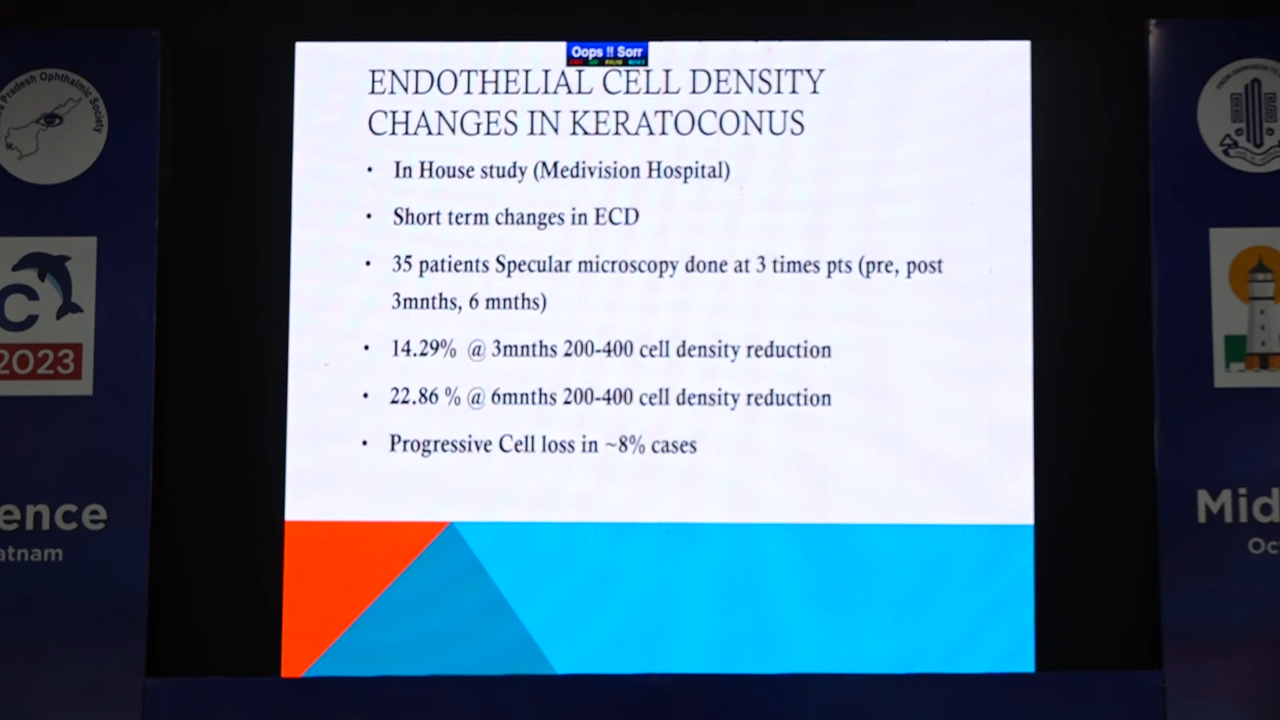 Oops !! Sorr
ENDOTHELIAL CELL DENSITY
CHANGES IN KERATOCONUS
• In House study (Medivision Hospital)
• Short term changes in ECD
• 35 patients Specular microscopy done at 3 times pts (pre, post
3mnths, 6 mnths)
• 14.29% @ 3mnths 200-400 cell density reduction
• 22.86 % @ 6mnths 200-400 cell density reduction
• Progressive Cell loss in ~8% cases
Pradesh Ophthalmic Society
C
2023
ence
atnam
Mid
Oc